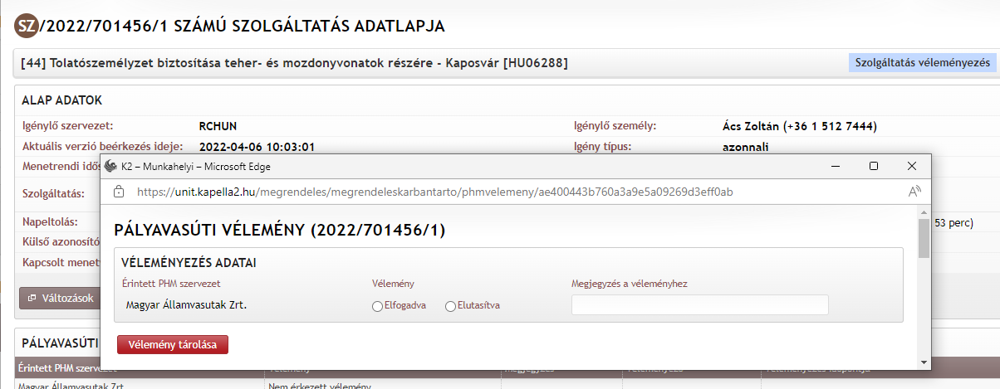 SZ/2022/701456/1 SZÁMÚ SZOLGÁLTATÁS ADATLAPJA
[44] Tolatószemélyzet biztosítása teher- és mozdonyvonatok részére - Kaposvár [HU06288]
Szolgáltatás véleményezés
ALAP ADATOK
Igénylő szervezet: RCHUN Igénylő személy: Ács Zoltán (+36 1 512 7444)
Aktuális verzió beérkezés ideje: 2022-04-06 10:03:01 Igény típus: azonnali
Menetrendi idős
K2 – Munkahelyi – Microsoft Edge
Szolgáltatás:
https://unit.kapella2.hu/megrendeles/megrendeleskarbantarto/phmvelemeny/ae400443b760a3a9e5a09269d3eff0ab
Napeltolás: 53 perc)
PÁLYAVASÚTI VÉLEMÉNY (2022/701456/1)
Külső azonosító
Kapcsolt menet
VÉLEMÉNYEZÉS ADATAI
Érintett PHM szervezet Vélemény Megjegyzés a véleményhez
Változások
Magyar Államvasutak Zrt. Elfogadva Elutasítva
PÁLYAVASÚTI
Vélemény tárolása
Érintett PHM szervezet
Magyar Államvasutak Zrt. Nem érkezett vélemény